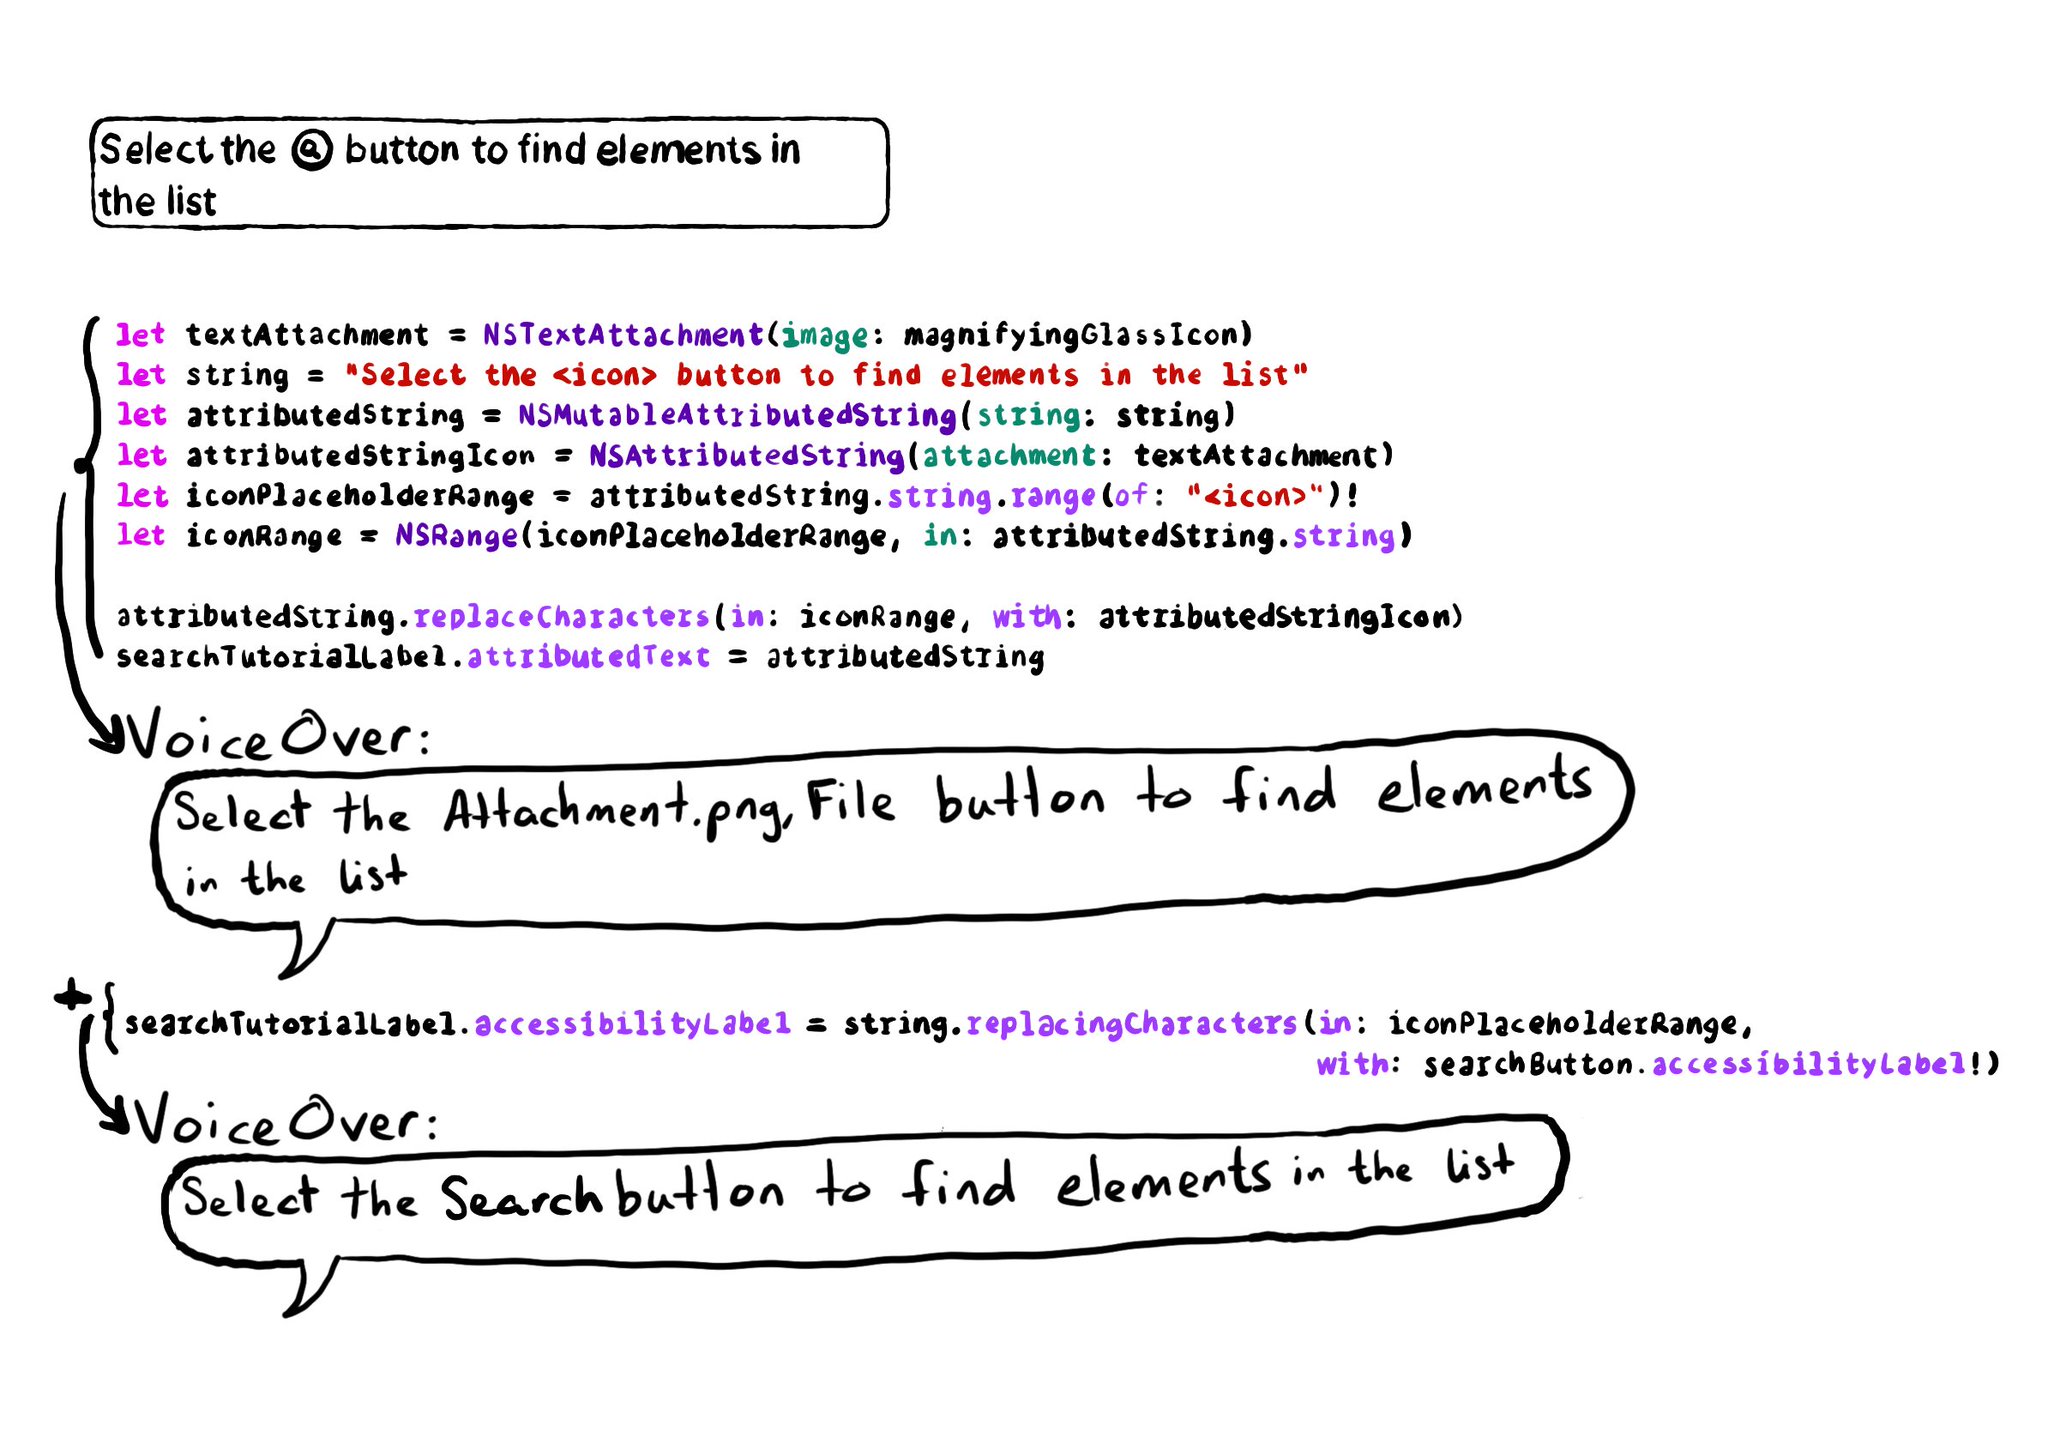 Select the button to find elements in
the list
let textAttachment = NSTextAttachment(image: magnifyingGlassIcon)
let string = "Select the <icon> button to find elements in the list"
let attributedString = NSMutableAttributedString(string: string)
let attributedStringIcon = NSAttributedString(attachment: textAttachment)
let iconPlaceholderRange = attributedString.string.range(of: "<icon>")!
let iconRange = NSRange(iconPlaceholderRange, in: attributedString.string)
attributedString.replaceCharacters(in: iconRange, with: attributedStringIcon)
searchTutorialLabel.attributedText = attributedString
VoiceOver:
Select the Attachment.png, File button to find elements
in the list
+
searchTutorialLabel.accessibilityLabel = string.replacingCharacters(in: iconPlaceholderRange,
with: searchButton.accessibilityLabel!)
VoiceOver:
Select the Search button to find elements in the list